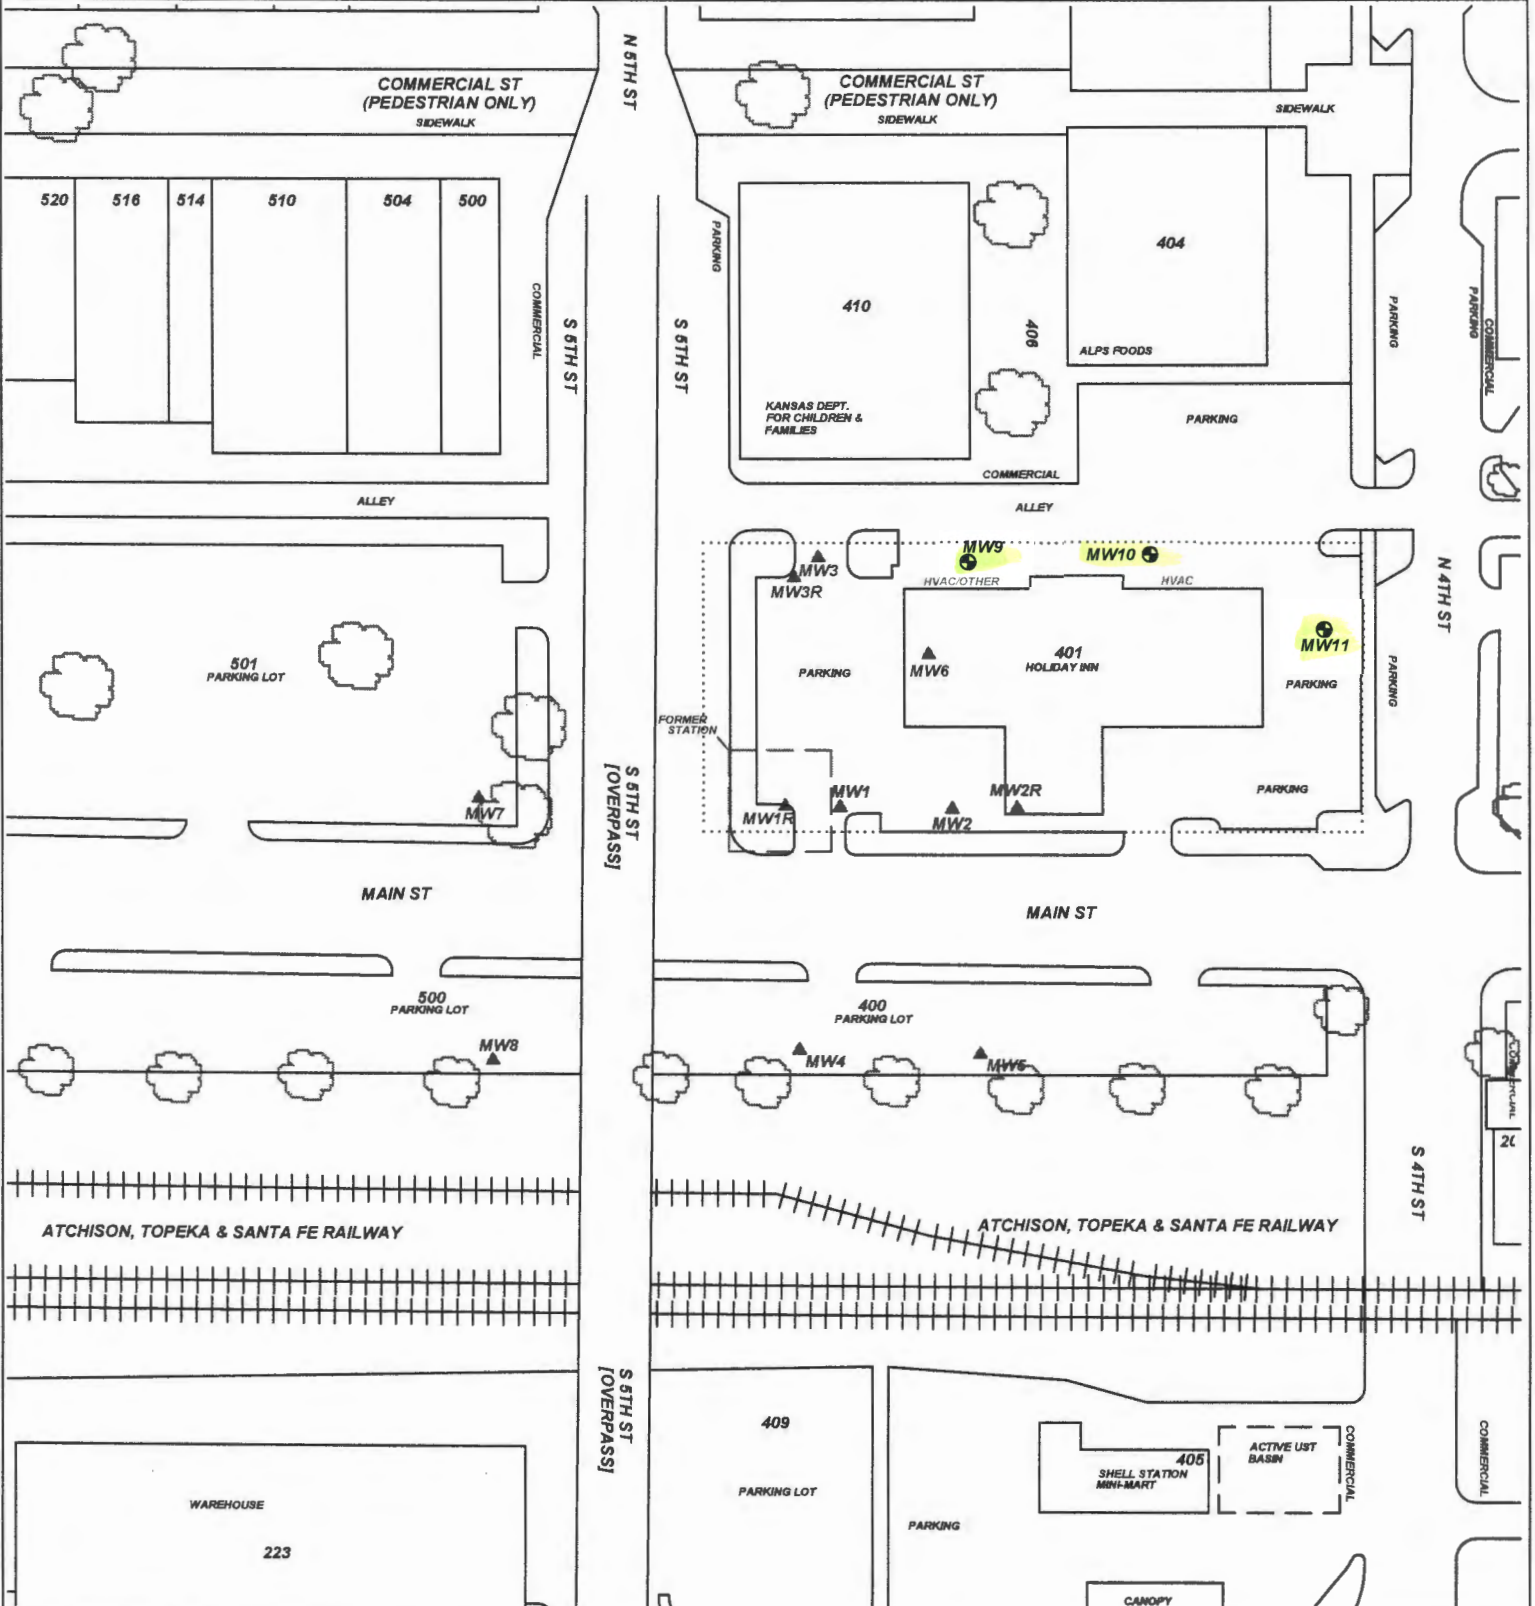 N 5TH ST
COMMERCIAL ST
(PEDESTRIAN ONLY)
SIDEWALK
COMMERCIAL ST
(PEDESTRIAN ONLY)
SIDEWALK
SIDEWALK
520
516
514
510
504
500
COMMERCIAL
S 5TH ST
S 5TH ST
PARKING
410
KANSAS DEPT.
FOR CHILDREN &
FAMILIES
406
404
ALPS FOODS
PARKING
PARKING
PARKING
COMMERCIAL
COMMERCIAL
ALLEY
ALLEY
MW3
MW3R
MW9
HVAC/OTHER
MW10
HVAC
MW11
N 4TH ST
501
PARKING LOT
PARKING
MW6
401
HOLIDAY INN
PARKING
PARKING
FORMER
STATION
S 5TH ST
[OVERPASS]
MW7
MW1R
MW1
MW2
MW2R
PARKING
MAIN ST
MAIN ST
500
PARKING LOT
400
PARKING LOT
MW8
MW4
MW5
COMMERCIAL
S 4TH ST
ATCHISON, TOPEKA & SANTA FE RAILWAY
ATCHISON, TOPEKA & SANTA FE RAILWAY
S 5TH ST
[OVERPASS]
WAREHOUSE
223
409
PARKING LOT
PARKING
405
SHELL STATION
MINI-MART
ACTIVE UST
BASIN
COMMERCIAL
COMMERCIAL
CANOPY